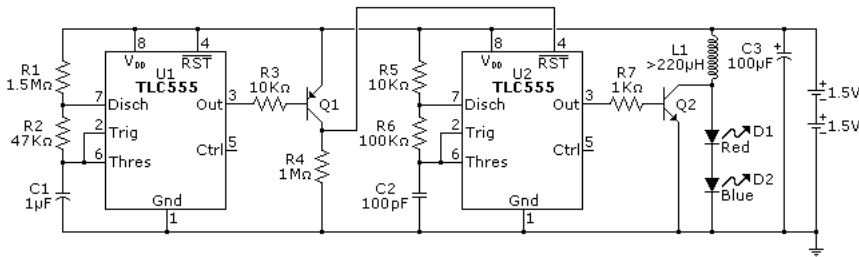 R1
1.5MΩ
R2
47KΩ
C1
1μF
8
4
VDD
RST
U1
TLC555
7
Disch
Out
3
2
Trig
6
Thres
Ctrl
5
Gnd
1
R3
10KΩ
Q1
R4
1MΩ
R5
10KΩ
R6
100KΩ
C2
100pF
8
4
VDD
RST
U2
TLC555
7
Disch
Out
3
2
Trig
6
Thres
Ctrl
5
Gnd
1
R7
1KΩ
Q2
L1
>220μH
D1
Red
D2
Blue
C3
+
100μF
+
1.5V
+
1.5V